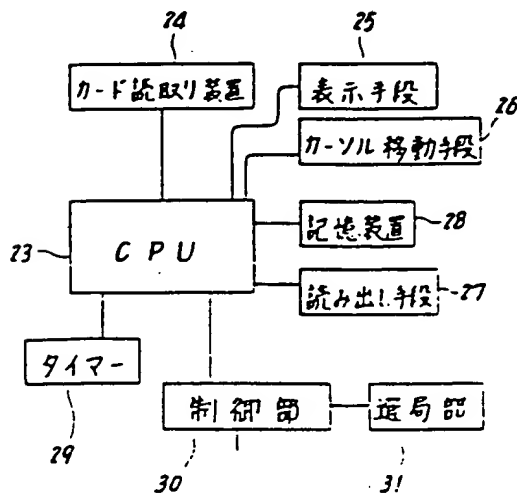 24
カード読取り装置
25
表示手段
カーソル移動手段
26
23
CPU
記憶装置
28
読み出し手段
27
タイマー
29
制御部
30
選局部
31